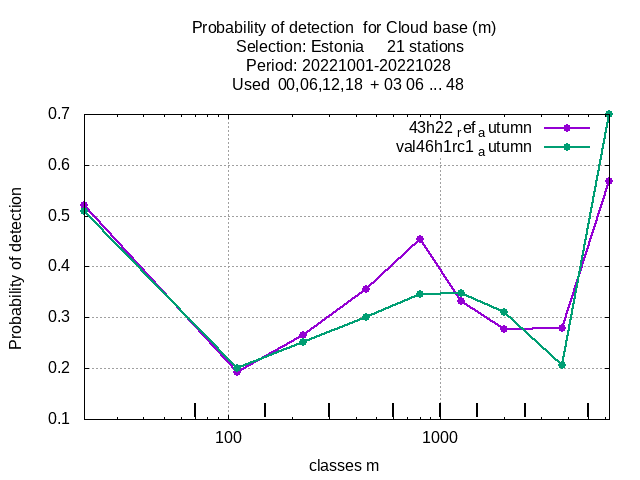 Probability of detection  for Cloud base (m)
Selection: Estonia     21 stations
Period: 20221001-20221028
Used  00,06,12,18  + 03 06 ... 48
0.7
43h22 ref a utumn
val46h1rc1 a utumn
0.6
0.5
0.4
0.3
0.2
0.1
Probability of detection
100
1000
classes m